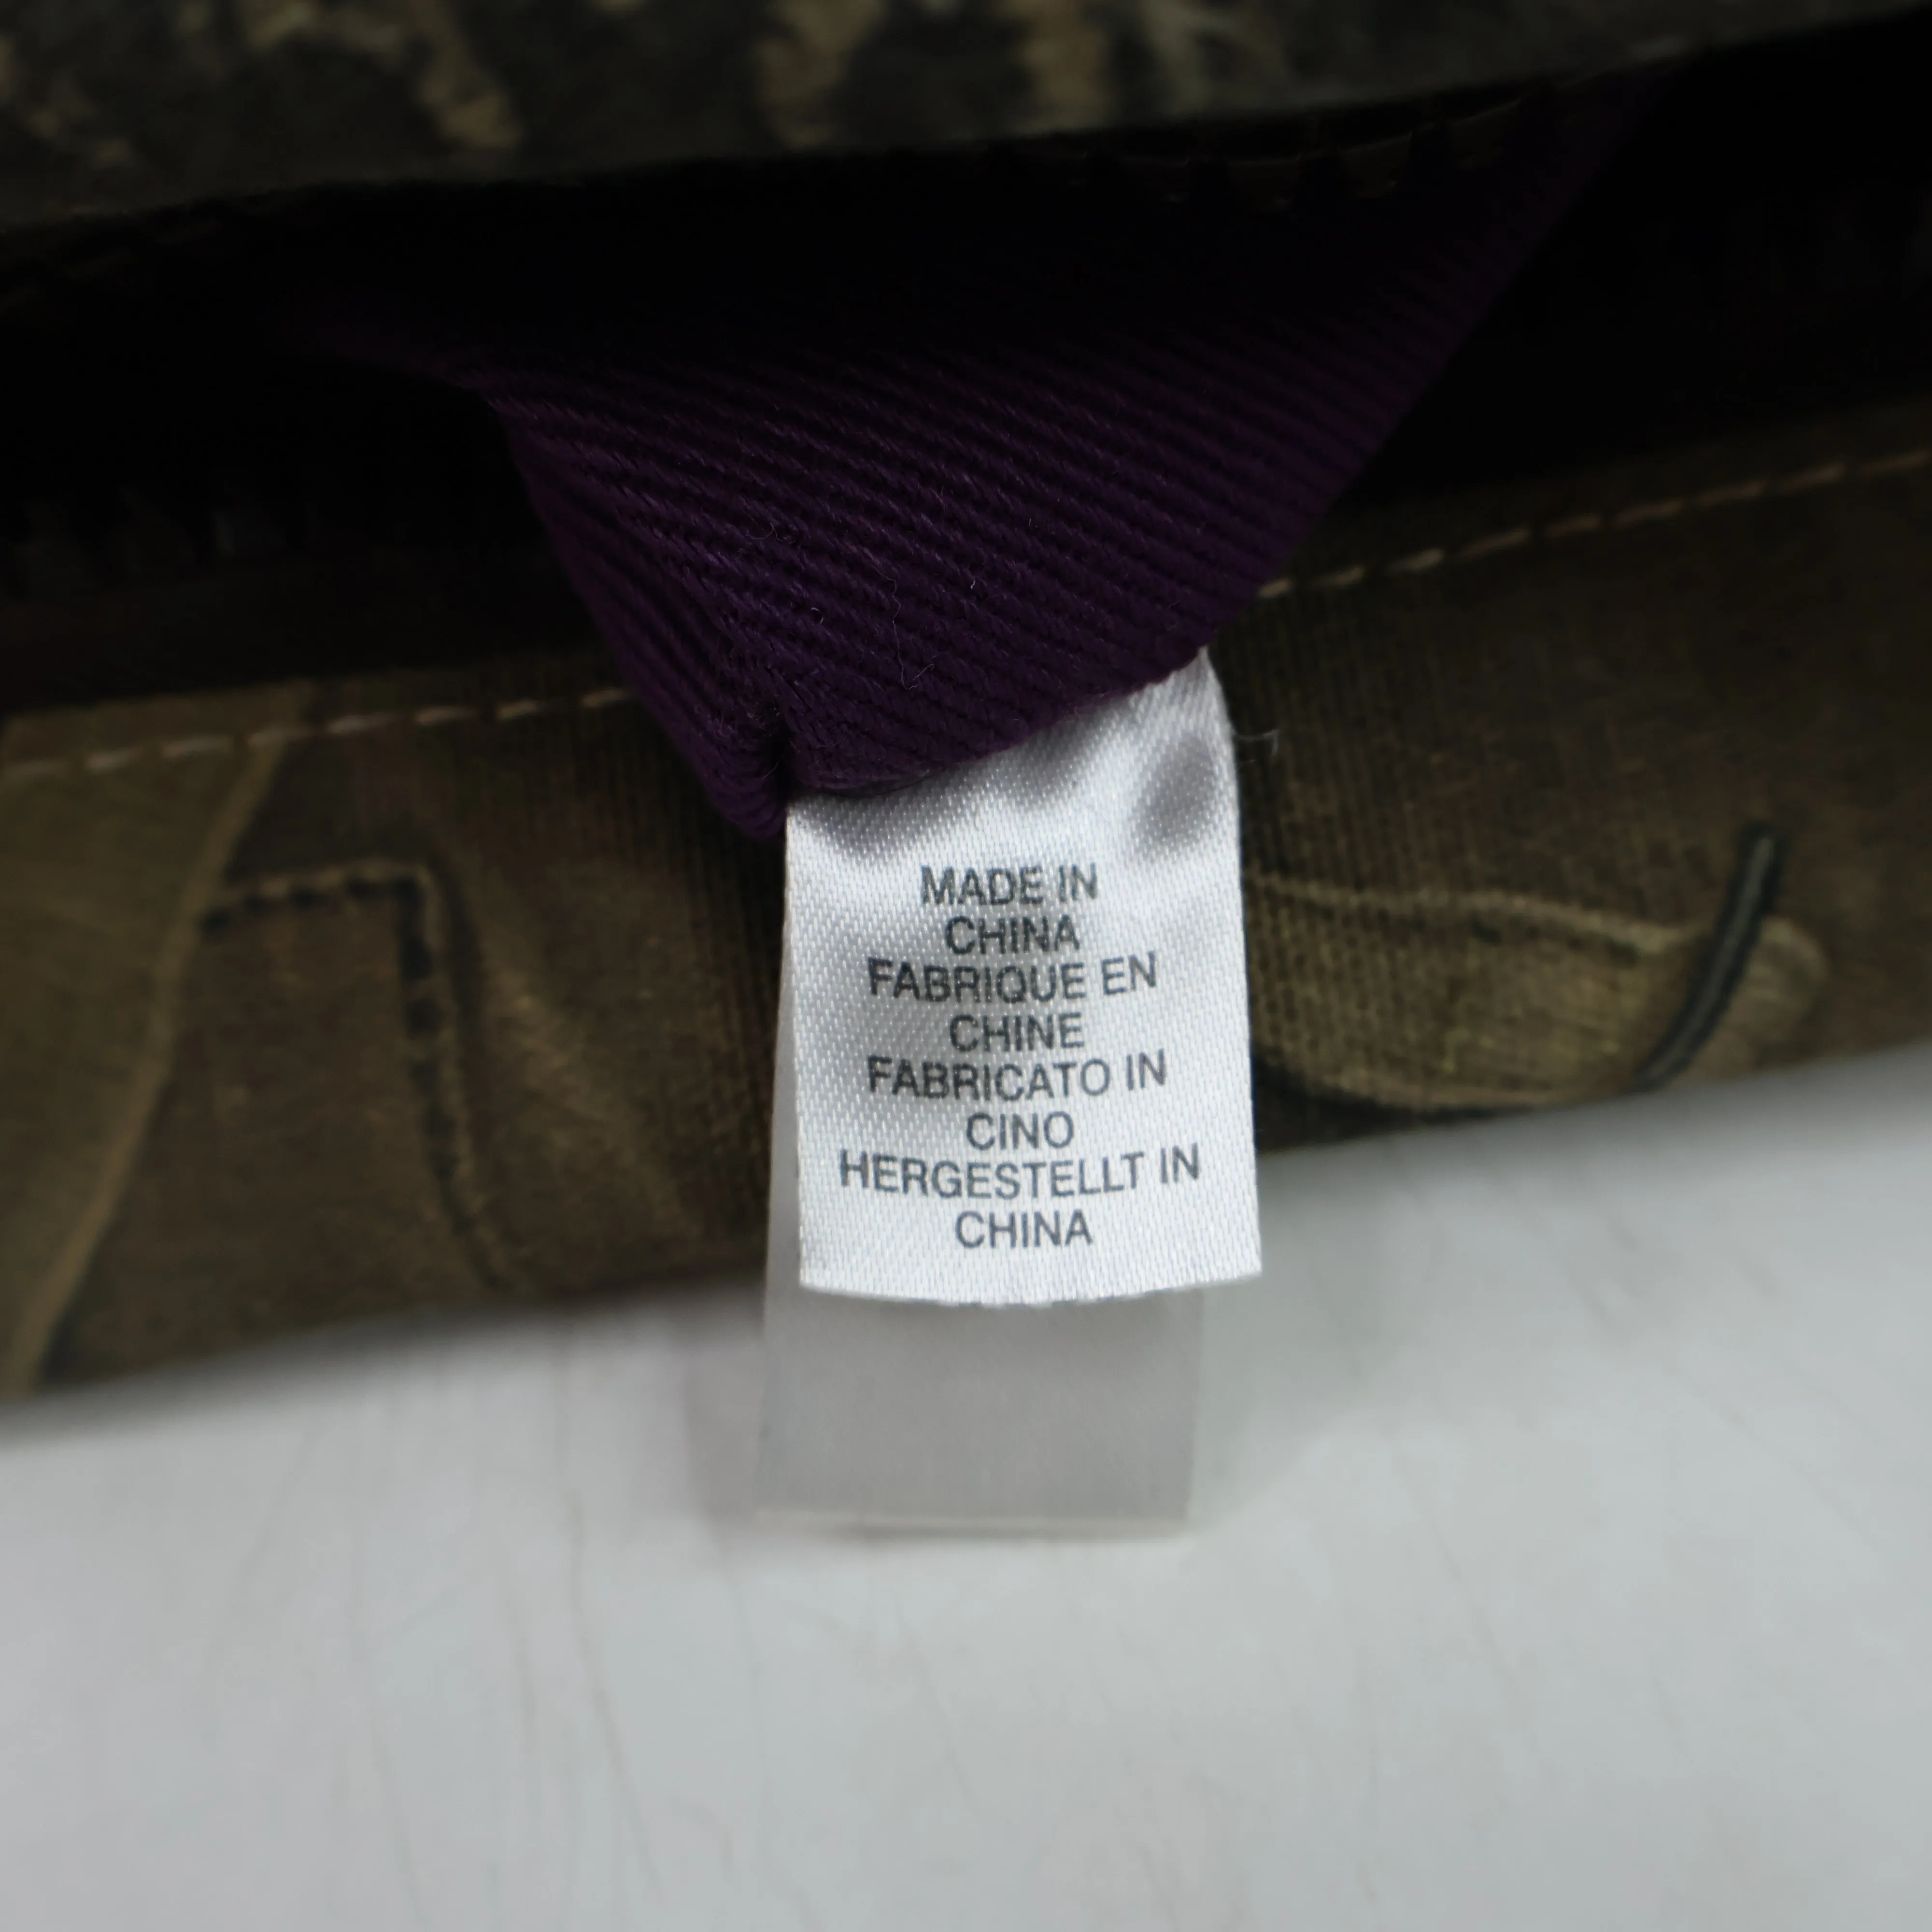 MADE IN
CHINA
FABRIQUE EN
CHINE
FABRICATO IN
CINO
HERGESTELLT IN
CHINA